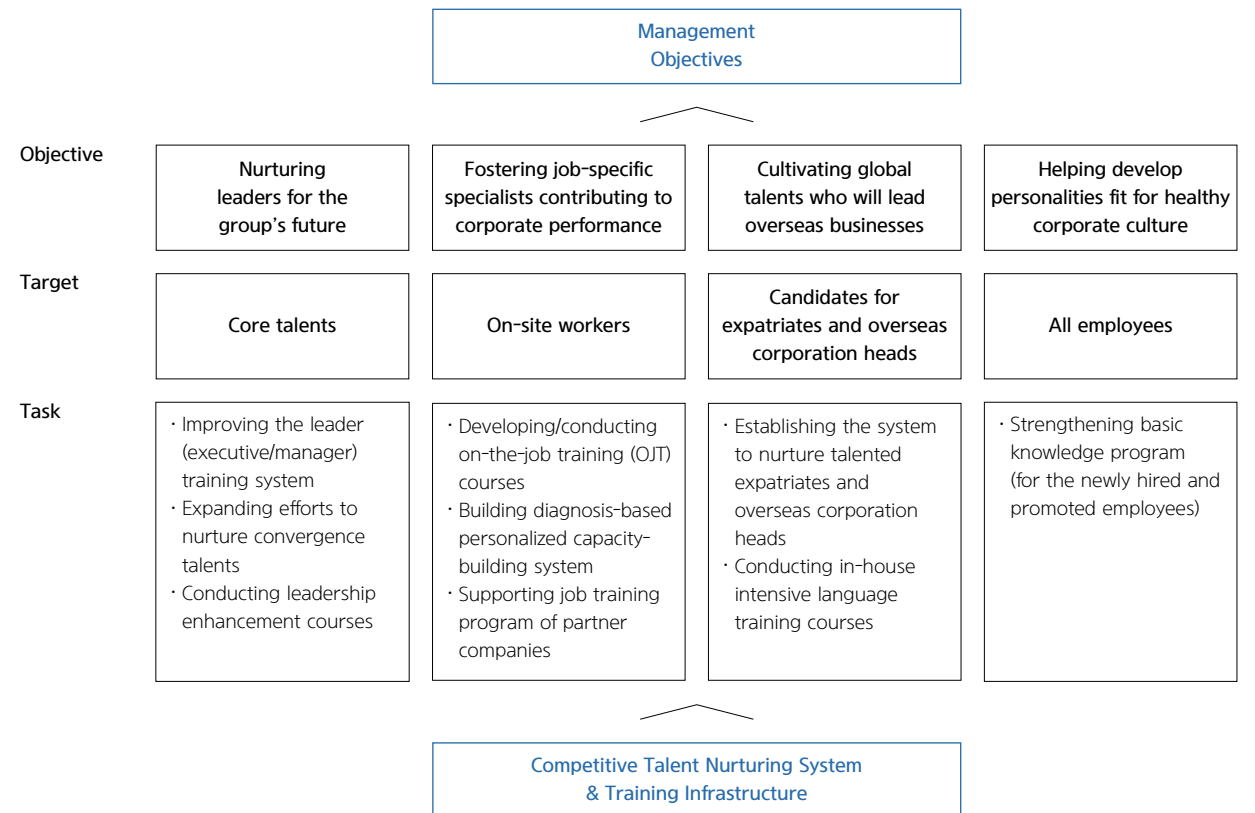 Management
Objectives
Objective
Nurturing
leaders for the
group's future
Fostering job-specific
specialists contributing to
corporate performance
Cultivating global
talents who will lead
overseas businesses
Helping develop
personalities fit for healthy
corporate culture
Target
Core talents
On-site workers
Candidates for
expatriates and overseas
corporation heads
All employees
Task
· Improving the leader
(executive/manager)
training system
· Expanding efforts to
nurture convergence
talents
· Conducting leadership
enhancement courses
· Developing/conducting
on-the-job training (OJT)
courses
· Building diagnosis-based
personalized capacity-
building system
· Supporting job training
program of partner
companies
· Establishing the system
to nurture talented
expatriates and
overseas corporation
heads
· Conducting in-house
intensive language
training courses
· Strengthening basic
knowledge program
(for the newly hired and
promoted employees)
Competitive Talent Nurturing System
& Training Infrastructure